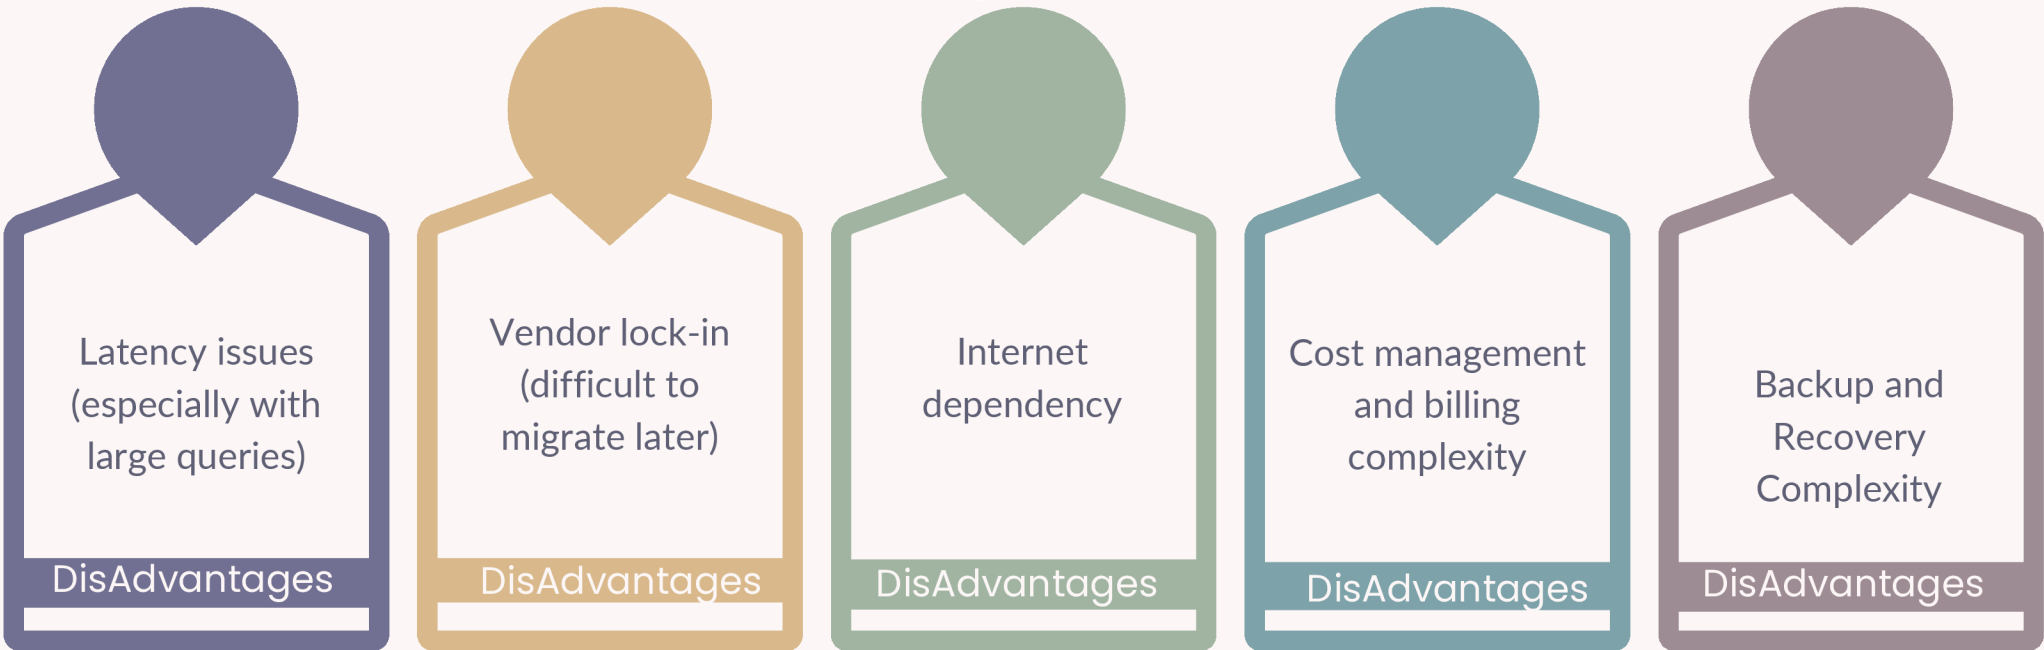 Latency issues
(especially with
large queries)
DisAdvantages
Vendor lock-in
(difficult to
migrate later)
DisAdvantages
Internet
dependency
DisAdvantages
Cost management
and billing
complexity
DisAdvantages
Backup and
Recovery
Complexity
DisAdvantages